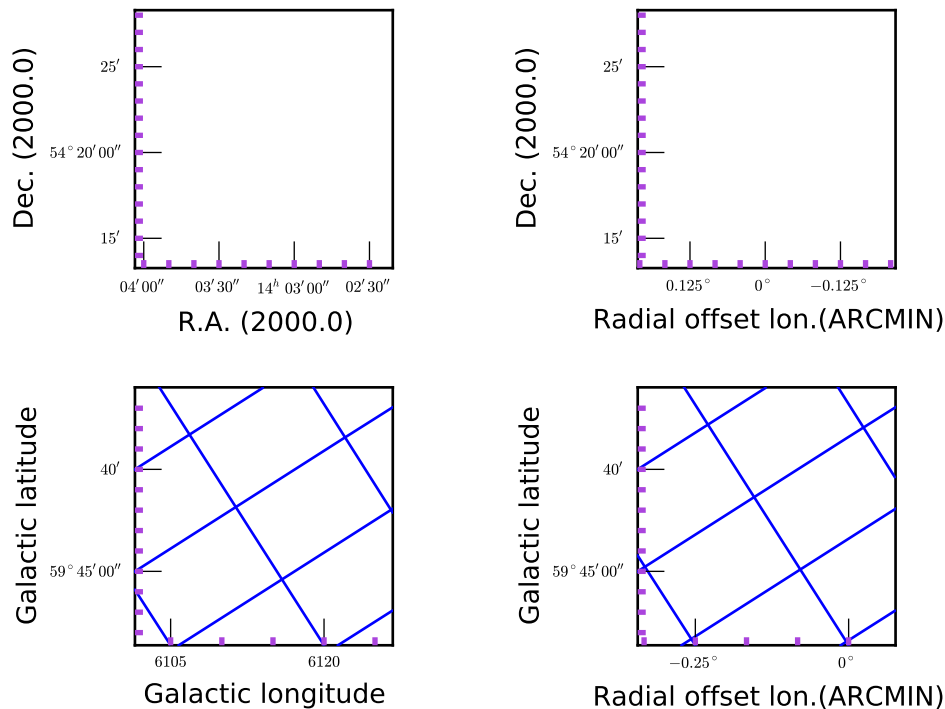 Dec. (2000.0)
25′
54° 20′ 00″
15′
04′ 00″ 03′ 30″ 14ʰ 03′ 00″ 02′ 30″
R.A. (2000.0)
Dec. (2000.0)
25′
54° 20′ 00″
15′
0.125° 0° −0.125°
Radial offset lon.(ARCMIN)
Galactic latitude
40′
59° 45′ 00″
6105 6120
Galactic longitude
Galactic latitude
40′
59° 45′ 00″
−0.25° 0°
Radial offset lon.(ARCMIN)